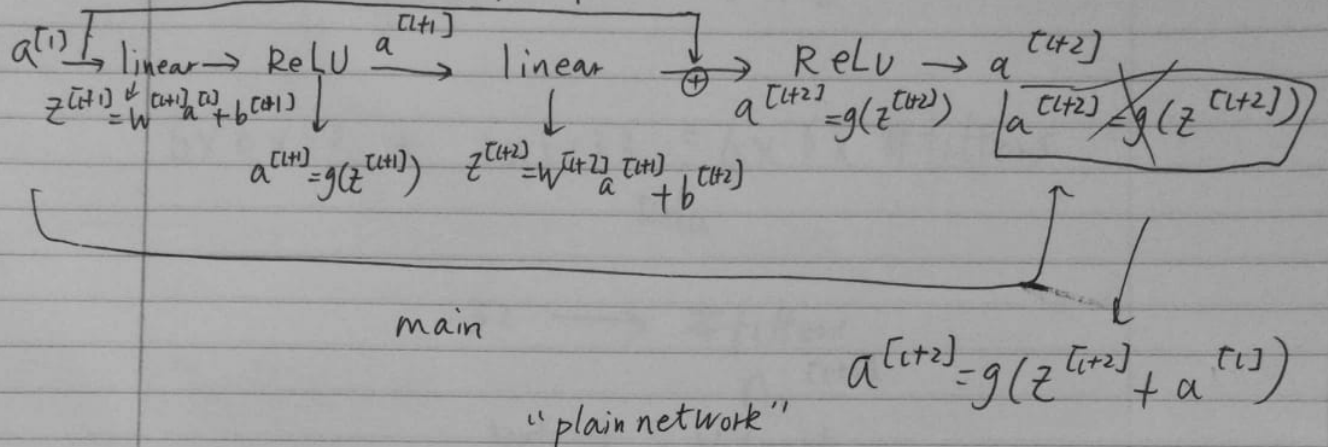 a^[l] → linear → ReLU a^[l+1] → linear → ⊕ → ReLU → a^[l+2]
z^[l+1] = W^[l+1] a^[l] + b^[l+1]
a^[l+2] = g(z^[l+2])
a^[l+2] = g(z^[l+2])
a^[l+1] = g(z^[l+1])
z^[l+2] = W^[l+2] a^[l+1] + b^[l+2]
main
a^[l+2] = g(z^[l+2] + a^[l])
"plain network"